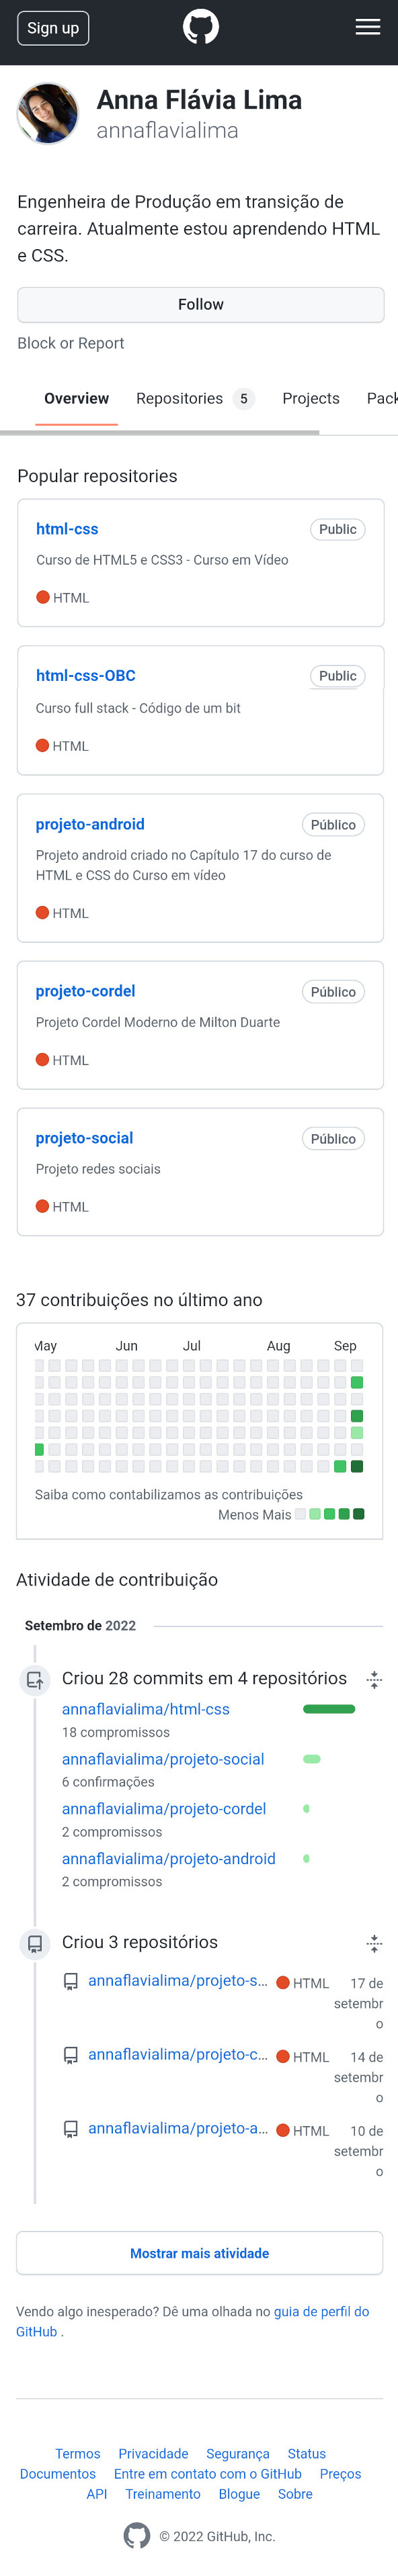 Sign up
Anna Flávia Lima
annaflavialima
Engenheira de Produção em transição de
carreira. Atualmente estou aprendendo HTML
e CSS.
Follow
Block or Report
Overview Repositories 5 Projects Pack
Popular repositories
html-css Public
Curso de HTML5 e CSS3 - Curso em Vídeo
HTML
html-css-OBC Public
Curso full stack - Código de um bit
HTML
projeto-android Público
Projeto android criado no Capítulo 17 do curso de
HTML e CSS do Curso em vídeo
HTML
projeto-cordel Público
Projeto Cordel Moderno de Milton Duarte
HTML
projeto-social Público
Projeto redes sociais
HTML
37 contribuições no último ano
May Jun Jul Aug Sep
Saiba como contabilizamos as contribuições
Menos Mais
Atividade de contribuição
Setembro de 2022
Criou 28 commits em 4 repositórios
annaflavialima/html-css
18 compromissos
annaflavialima/projeto-social
6 confirmações
annaflavialima/projeto-cordel
2 compromissos
annaflavialima/projeto-android
2 compromissos
Criou 3 repositórios
annaflavialima/projeto-s... HTML 17 de
setembr
o
annaflavialima/projeto-c... HTML 14 de
setembr
o
annaflavialima/projeto-a... HTML 10 de
setembr
o
Mostrar mais atividade
Vendo algo inesperado? Dê uma olhada no guia de perfil do
GitHub .
Termos Privacidade Segurança Status
Documentos Entre em contato com o GitHub Preços
API Treinamento Blogue Sobre
© 2022 GitHub, Inc.